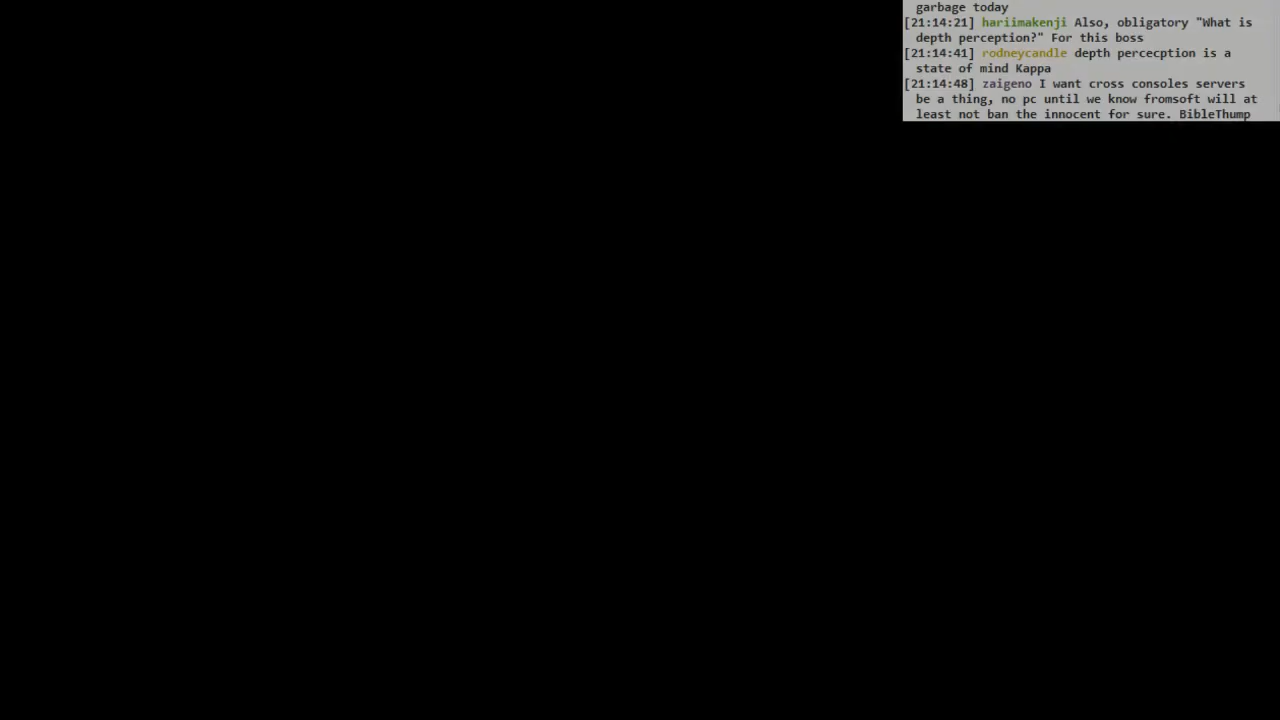 garbage today
[21:14:21] hariimakenji Also, obligatory "What is
depth perception?" For this boss
[21:14:41] rodneycandle depth percecption is a
state of mind Kappa
[21:14:48] zaigeno I want cross consoles servers
be a thing, no pc until we know fromsoft will at
least not ban the innocent for sure. BibleThump